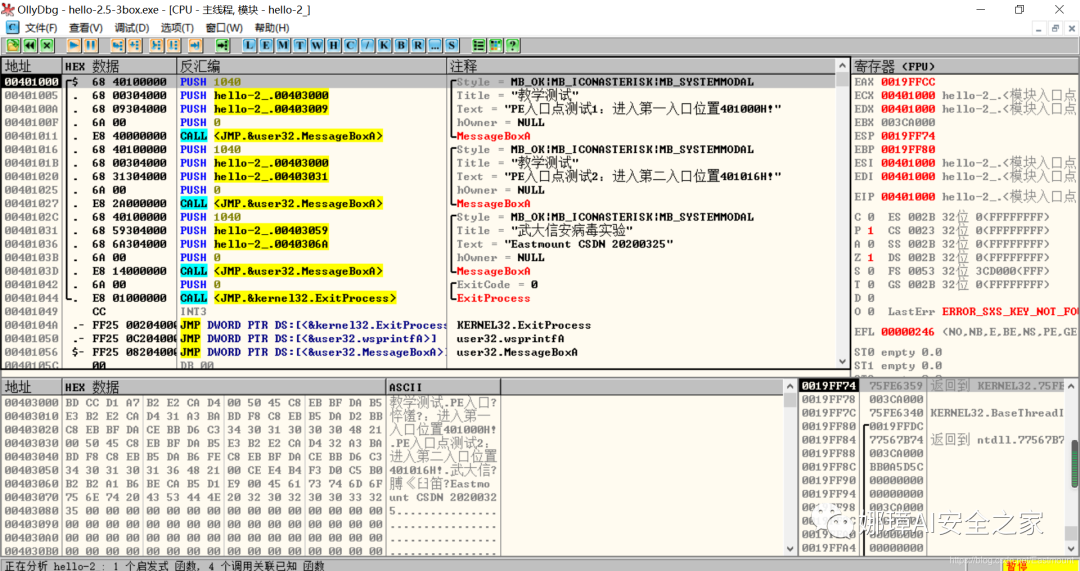 OllyDbg - hello-2.5-3box.exe - [CPU - 主线程, 模块 - hello-2_]
C 文件(F) 查看(V) 调试(D) 选项(T) 窗口(W) 帮助(H)
L E M T W H C / K B R ... S ?
地址 HEX 数据 反汇编 注释 寄存器 (FPU)
00401000 ┌$ 68 40100000 PUSH 1040 ┌Style = MB_OK|MB_ICONASTERISK|MB_SYSTEMMODAL
00401005 . 68 00304000 PUSH hello-2_.00403000 Title = "教学测试"
0040100A . 68 09304000 PUSH hello-2_.00403009 Text = "PE入口点测试1：进入第一入口位置401000H!"
0040100F . 6A 00 PUSH 0 hOwner = NULL
00401011 . E8 40000000 CALL <JMP.&user32.MessageBoxA> └MessageBoxA
00401016 . 68 40100000 PUSH 1040 ┌Style = MB_OK|MB_ICONASTERISK|MB_SYSTEMMODAL
0040101B . 68 00304000 PUSH hello-2_.00403000 Title = "教学测试"
00401020 . 68 31304000 PUSH hello-2_.00403031 Text = "PE入口点测试2：进入第二入口位置401016H!"
00401025 . 6A 00 PUSH 0 hOwner = NULL
00401027 . E8 2A000000 CALL <JMP.&user32.MessageBoxA> └MessageBoxA
0040102C . 68 40100000 PUSH 1040 ┌Style = MB_OK|MB_ICONASTERISK|MB_SYSTEMMODAL
00401031 . 68 59304000 PUSH hello-2_.00403059 Title = "武大信安病毒实验"
00401036 . 68 6A304000 PUSH hello-2_.0040306A Text = "Eastmount CSDN 20200325"
0040103B . 6A 00 PUSH 0 hOwner = NULL
0040103D . E8 14000000 CALL <JMP.&user32.MessageBoxA> └MessageBoxA
00401042 . 6A 00 PUSH 0 ┌ExitCode = 0
00401044 └. E8 01000000 CALL <JMP.&kernel32.ExitProcess> └ExitProcess
00401049 CC INT3
0040104A .- FF25 00204000 JMP DWORD PTR DS:[<&kernel32.ExitProcess KERNEL32.ExitProcess
00401050 .- FF25 0C204000 JMP DWORD PTR DS:[<&user32.wsprintfA>] user32.wsprintfA
00401056 $- FF25 08204000 JMP DWORD PTR DS:[<&user32.MessageBoxA>] user32.MessageBoxA
0040105C 00 DB 00
EAX 0019FFCC
ECX 00401000 hello-2_.<模块入口点
EDX 00401000 hello-2_.<模块入口点
EBX 003CA000
ESP 0019FF74
EBP 0019FF80
ESI 00401000 hello-2_.<模块入口点
EDI 00401000 hello-2_.<模块入口点
EIP 00401000 hello-2_.<模块入口点
C 0 ES 002B 32位 0(FFFFFFFF)
P 1 CS 0023 32位 0(FFFFFFFF)
A 0 SS 002B 32位 0(FFFFFFFF)
Z 1 DS 002B 32位 0(FFFFFFFF)
S 0 FS 0053 32位 3CD000(FFF)
T 0 GS 002B 32位 0(FFFFFFFF)
D 0
O 0 LastErr ERROR_SXS_KEY_NOT_FOU
EFL 00000246 (NO,NB,E,BE,NS,PE,GE
ST0 empty 0.0
ST1 empty 0.0
地址 HEX 数据 ASCII
00403000 BD CC D1 A7 B2 E2 CA D4 00 50 45 C8 EB BF DA B5 教学测试.PE入口?
00403010 E3 B2 E2 CA D4 31 A3 BA BD F8 C8 EB B5 DA D2 BB
00403020 C8 EB BF DA CE BB D6 C3 34 30 31 30 30 30 48 21 入口位置401000H!
00403030 00 50 45 C8 EB BF DA B5 E3 B2 E2 CA D4 32 A3 BA .PE入口点测试2：
00403040 BD F8 C8 EB B5 DA B6 FE C8 EB BF DA CE BB D6 C3 进入第二入口位置
00403050 34 30 31 30 31 36 48 21 00 CE E4 B4 F3 D0 C5 B0 401016H!.武大信?
00403060 B2 B2 A1 B6 BE CA B5 D1 E9 00 45 61 73 74 6D 6F 膊《臼笛?Eastmo
00403070 75 6E 74 20 43 53 44 4E 20 32 30 32 30 30 33 32 unt CSDN 2020032
00403080 35 00 00 00 00 00 00 00 00 00 00 00 00 00 00 00 5...............
00403090 00 00 00 00 00 00 00 00 00 00 00 00 00 00 00 00 ................
004030A0 00 00 00 00 00 00 00 00 00 00 00 00 00 00 00 00 ................
004030B0 00 00 00 00 00 00 00 00 00 00 00 00 00 00 00 00 ................
0019FF74 75FE6359 返回到 KERNEL32.75FE
0019FF78 003CA000
0019FF7C 75FE6340 KERNEL32.BaseThreadI
0019FF80 ┌0019FFDC
0019FF84 77567B74 返回到 ntdll.77567B7
0019FF88 003CA000
0019FF8C BB0A5D5C
0019FF90 00000000
0019FF94 00000000
0019FF98 00000000
0019FF9C 003CA000
0019FFA0 00000000
0019FFA4 00000000
娜璋AI安全之家
正在分析 hello-2_: 1 个启发式 函数, 4 个调用关联已知 函数
暂停